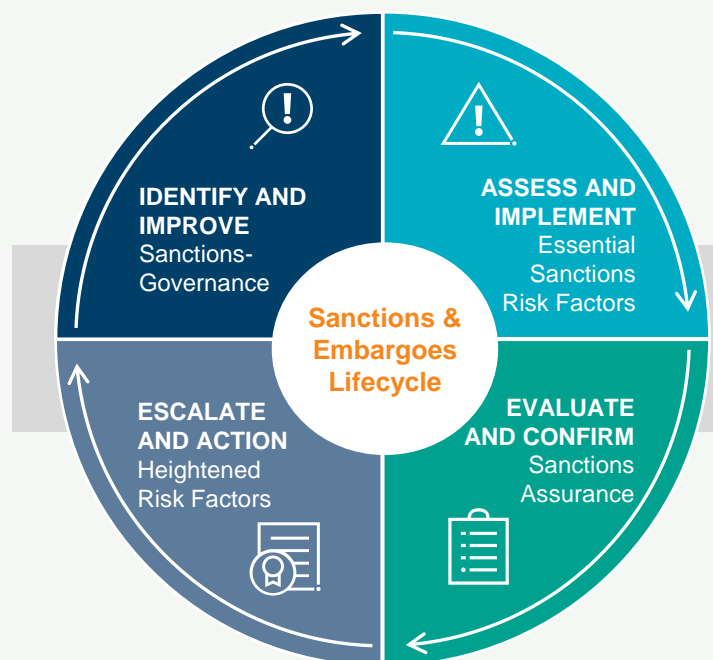 IDENTIFY AND
IMPROVE
Sanctions-
Governance
ASSESS AND
IMPLEMENT
Essential
Sanctions
Risk Factors
Sanctions &
Embargoes
Lifecycle
ESCALATE
AND ACTION
Heightened
Risk Factors
EVALUATE
AND CONFIRM
Sanctions
Assurance